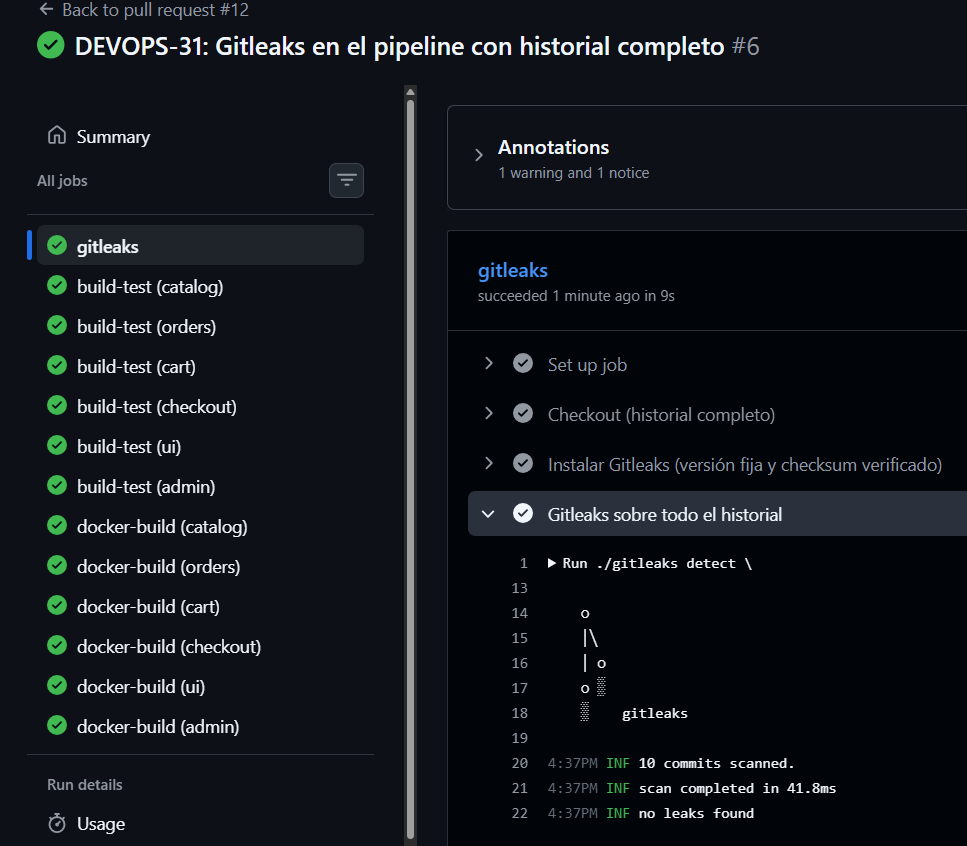 Back to pull request #12
DEVOPS-31: Gitleaks en el pipeline con historial completo #6
Summary
All jobs
gitleaks
build-test (catalog)
build-test (orders)
build-test (cart)
build-test (checkout)
build-test (ui)
build-test (admin)
docker-build (catalog)
docker-build (orders)
docker-build (cart)
docker-build (checkout)
docker-build (ui)
docker-build (admin)
Run details
Usage
Annotations
1 warning and 1 notice
gitleaks
succeeded 1 minute ago in 9s
Set up job
Checkout (historial completo)
Instalar Gitleaks (versión fija y checksum verificado)
Gitleaks sobre todo el historial
1 Run ./gitleaks detect \
13
14 o
15 |\
16 | o
17 o ░
18 ░ gitleaks
19
20 4:37PM INF 10 commits scanned.
21 4:37PM INF scan completed in 41.8ms
22 4:37PM INF no leaks found